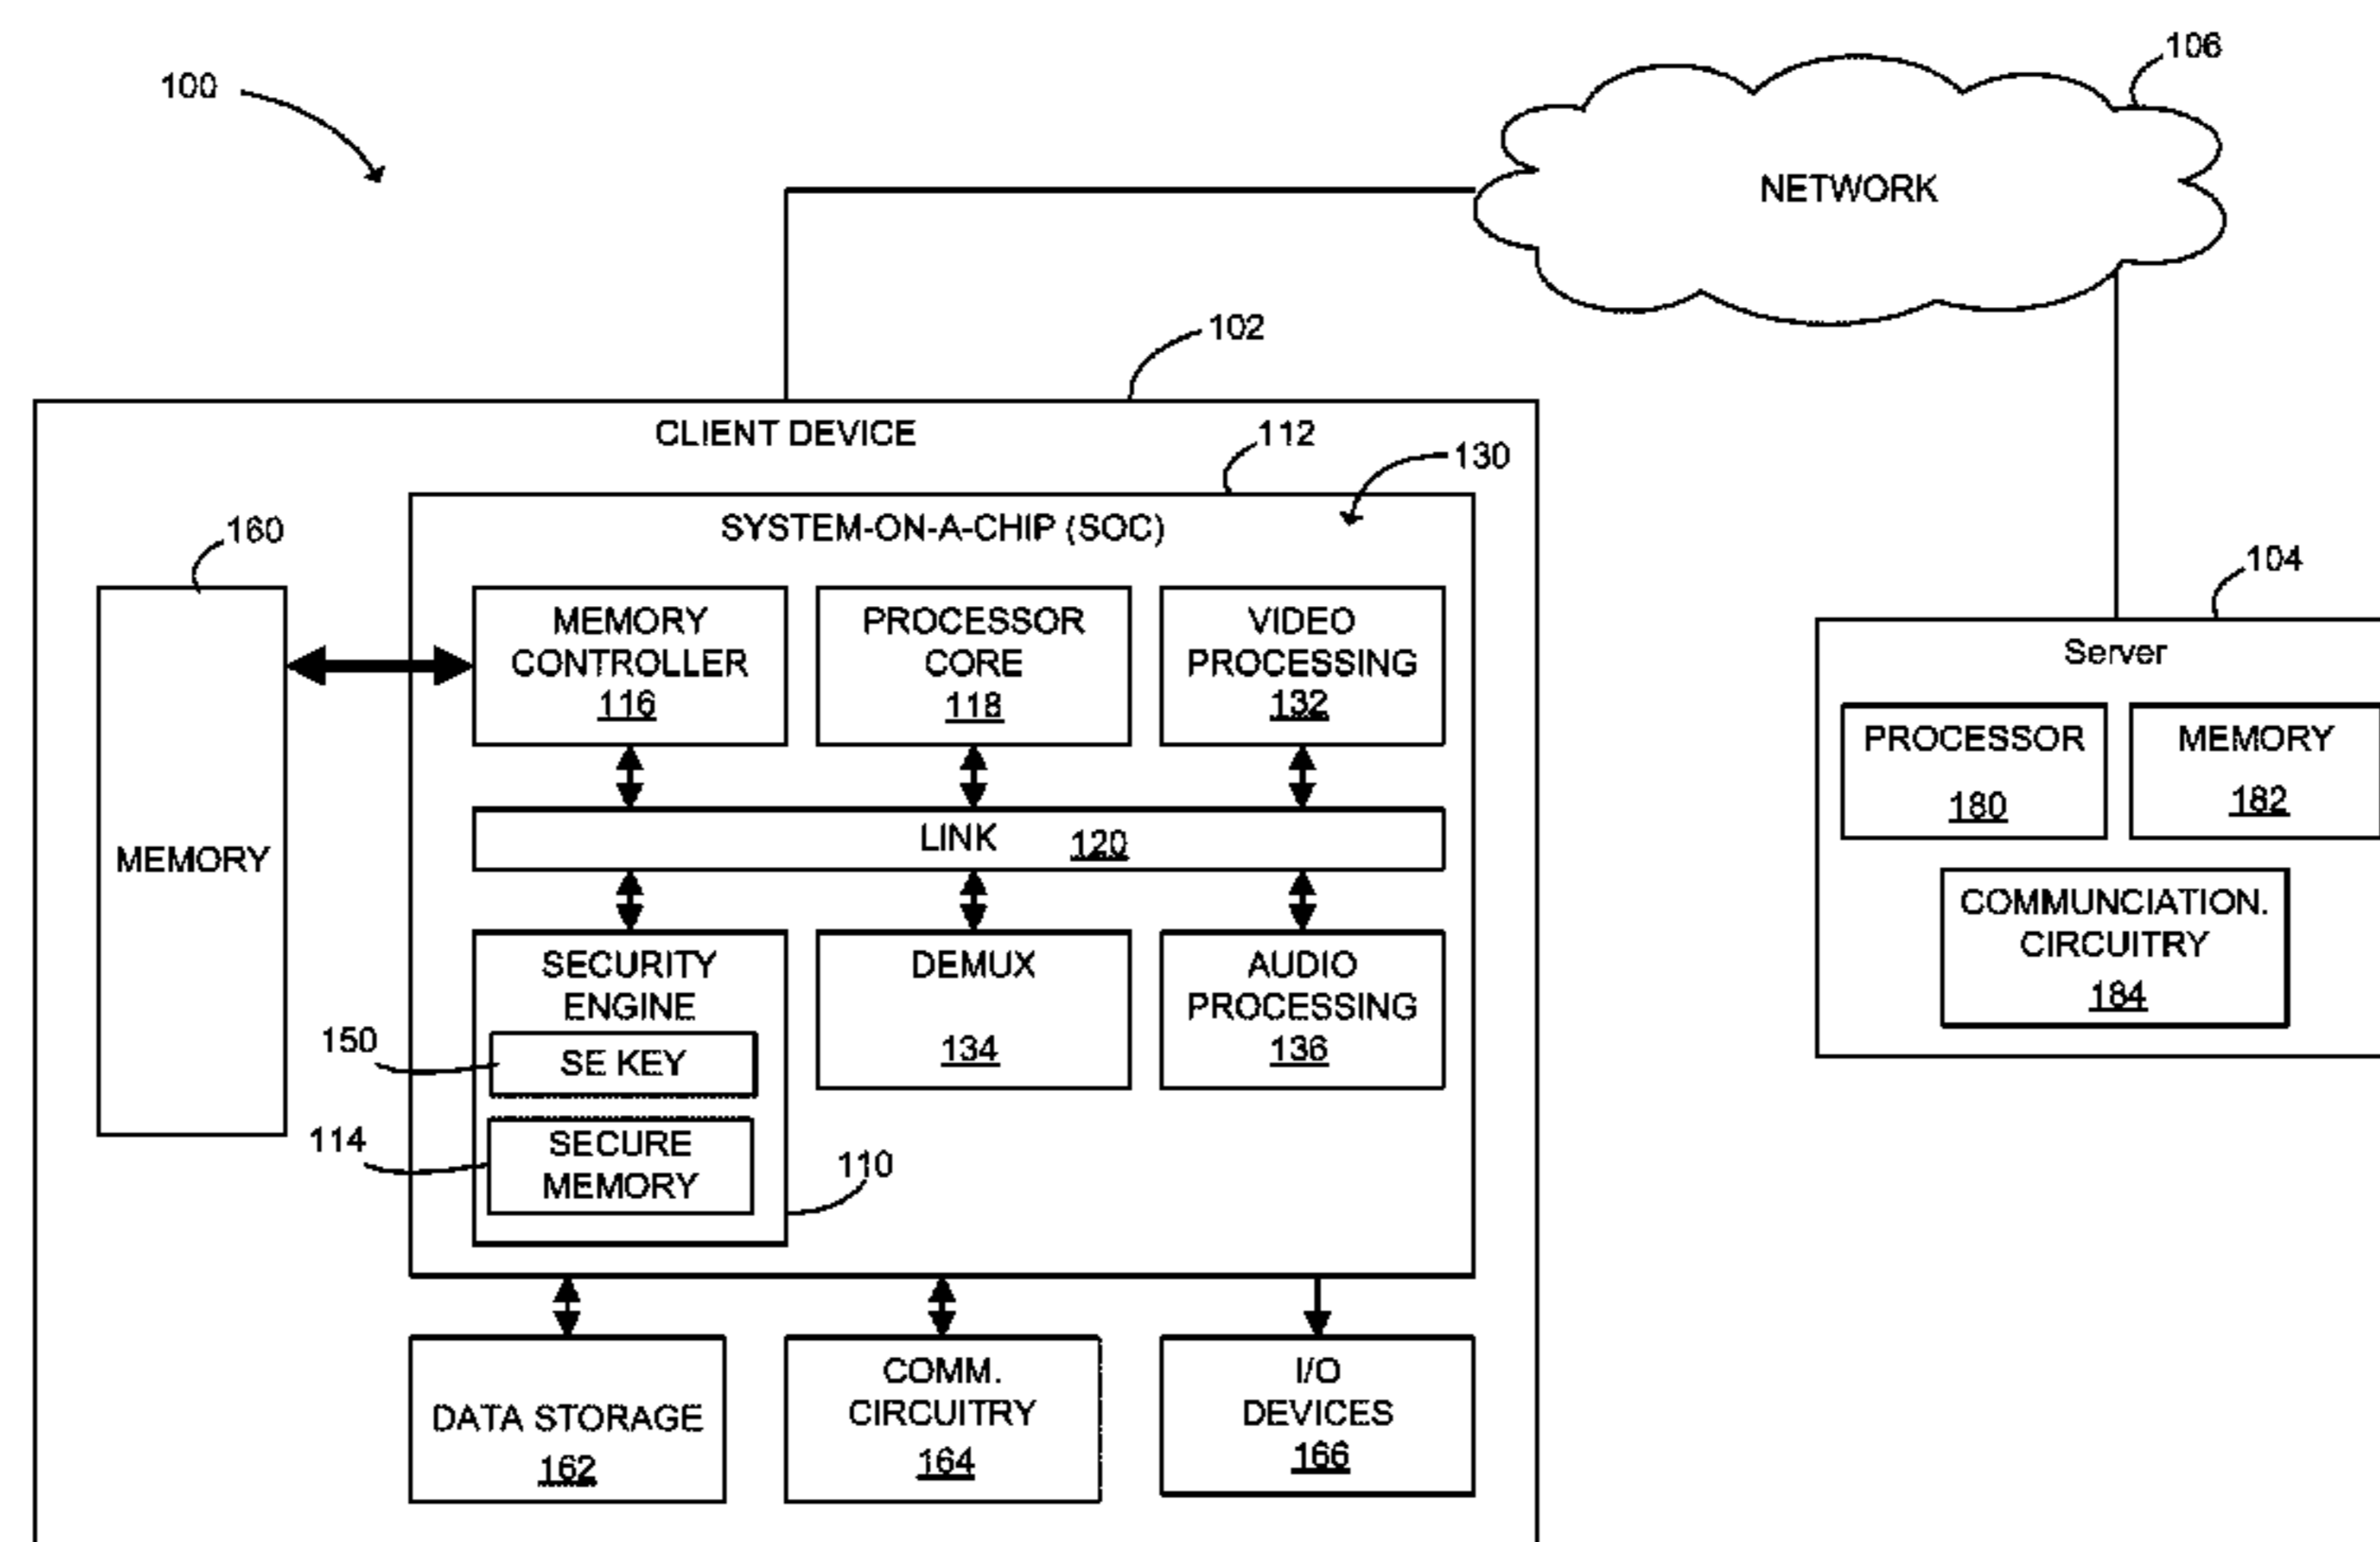 100
106
NETWORK
102
CLIENT DEVICE
112
130
SYSTEM-ON-A-CHIP (SOC)
160
MEMORY
MEMORY
CONTROLLER
116
PROCESSOR
CORE
118
VIDEO
PROCESSING
132
LINK 120
SECURITY
ENGINE
150
SE KEY
114
SECURE
MEMORY
110
DEMUX
134
AUDIO
PROCESSING
136
DATA STORAGE
162
COMM.
CIRCUITRY
164
I/O
DEVICES
166
104
Server
PROCESSOR
180
MEMORY
182
COMMUNCIATION.
CIRCUITRY
184